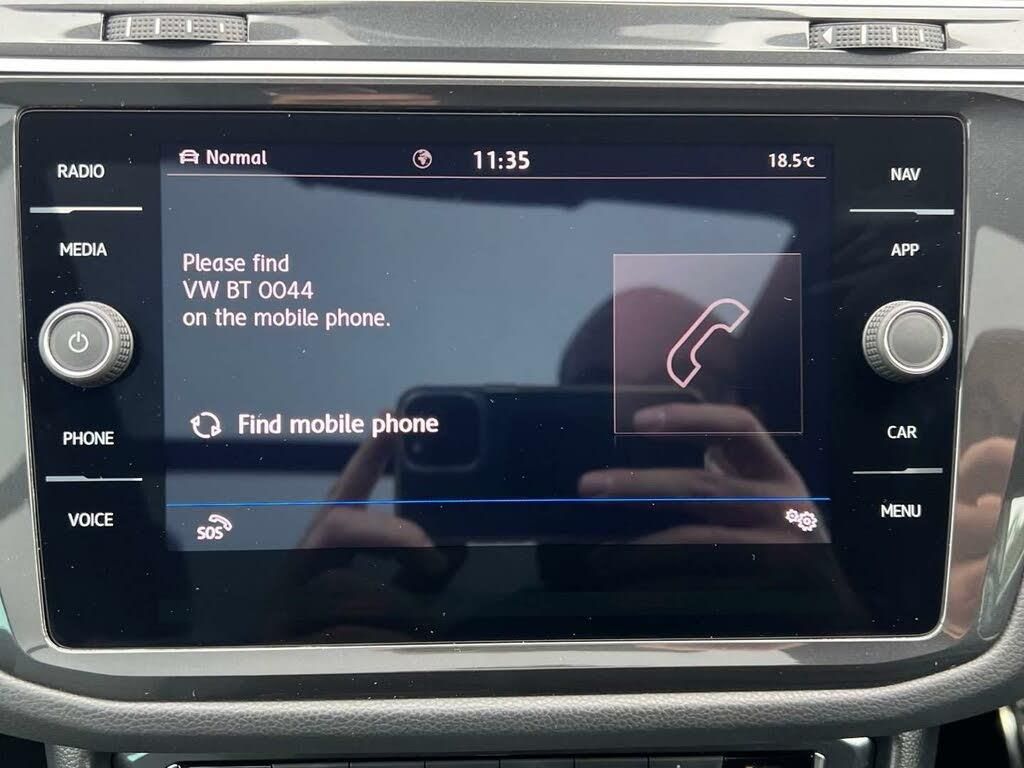 RADIO
MEDIA
PHONE
VOICE
Normal
11:35
18.5°C
Please find
VW BT 0044
on the mobile phone.
Find mobile phone
SOS
NAV
APP
CAR
MENU